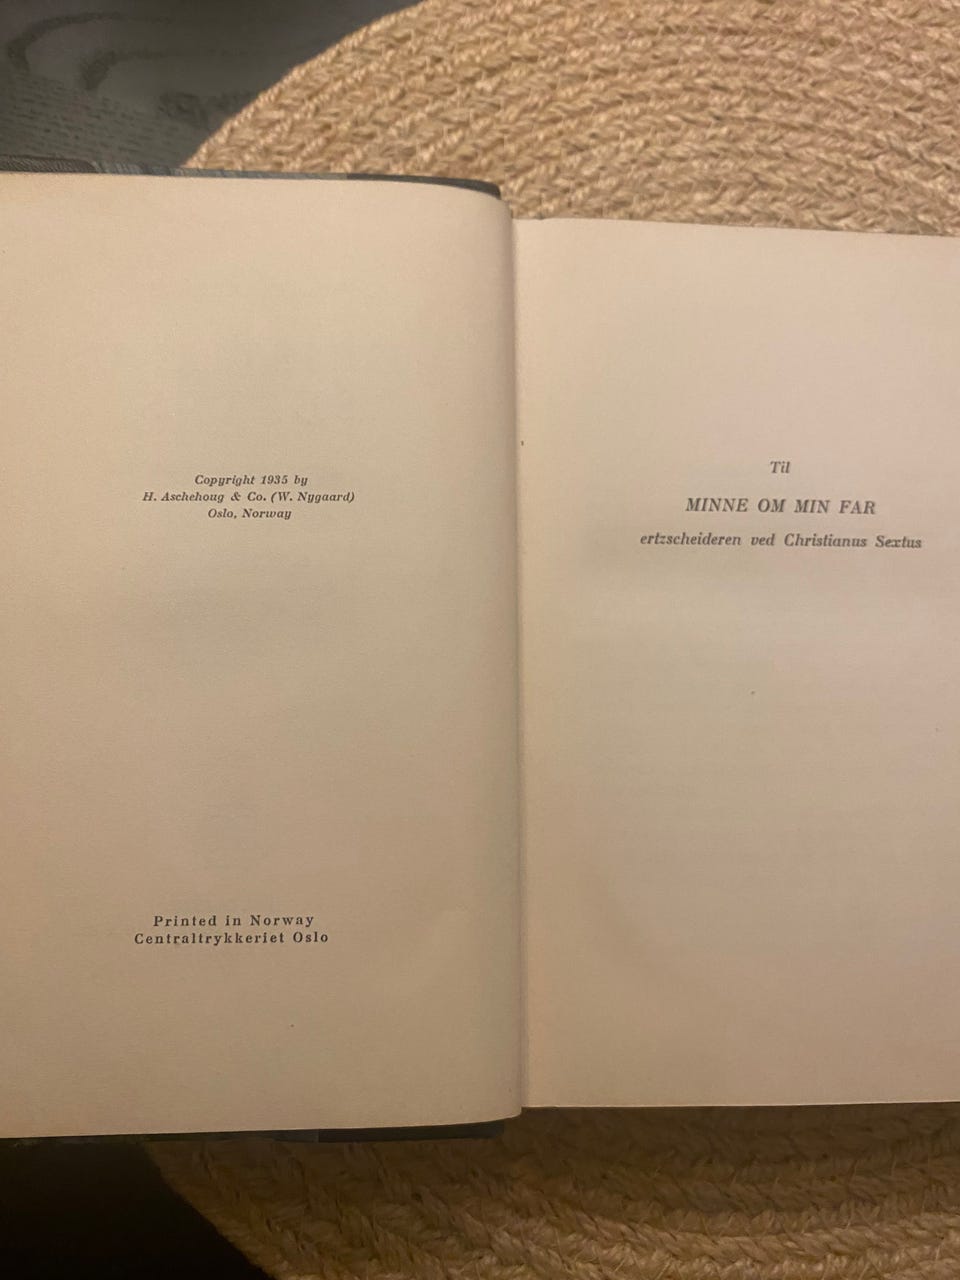 Copyright 1935 by
H. Aschehoug & Co. (W. Nygaard)
Oslo, Norway
Printed in Norway
Centraltrykkeriet Oslo
Til
MINNE OM MIN FAR
ertzscheideren ved Christianus Sextus